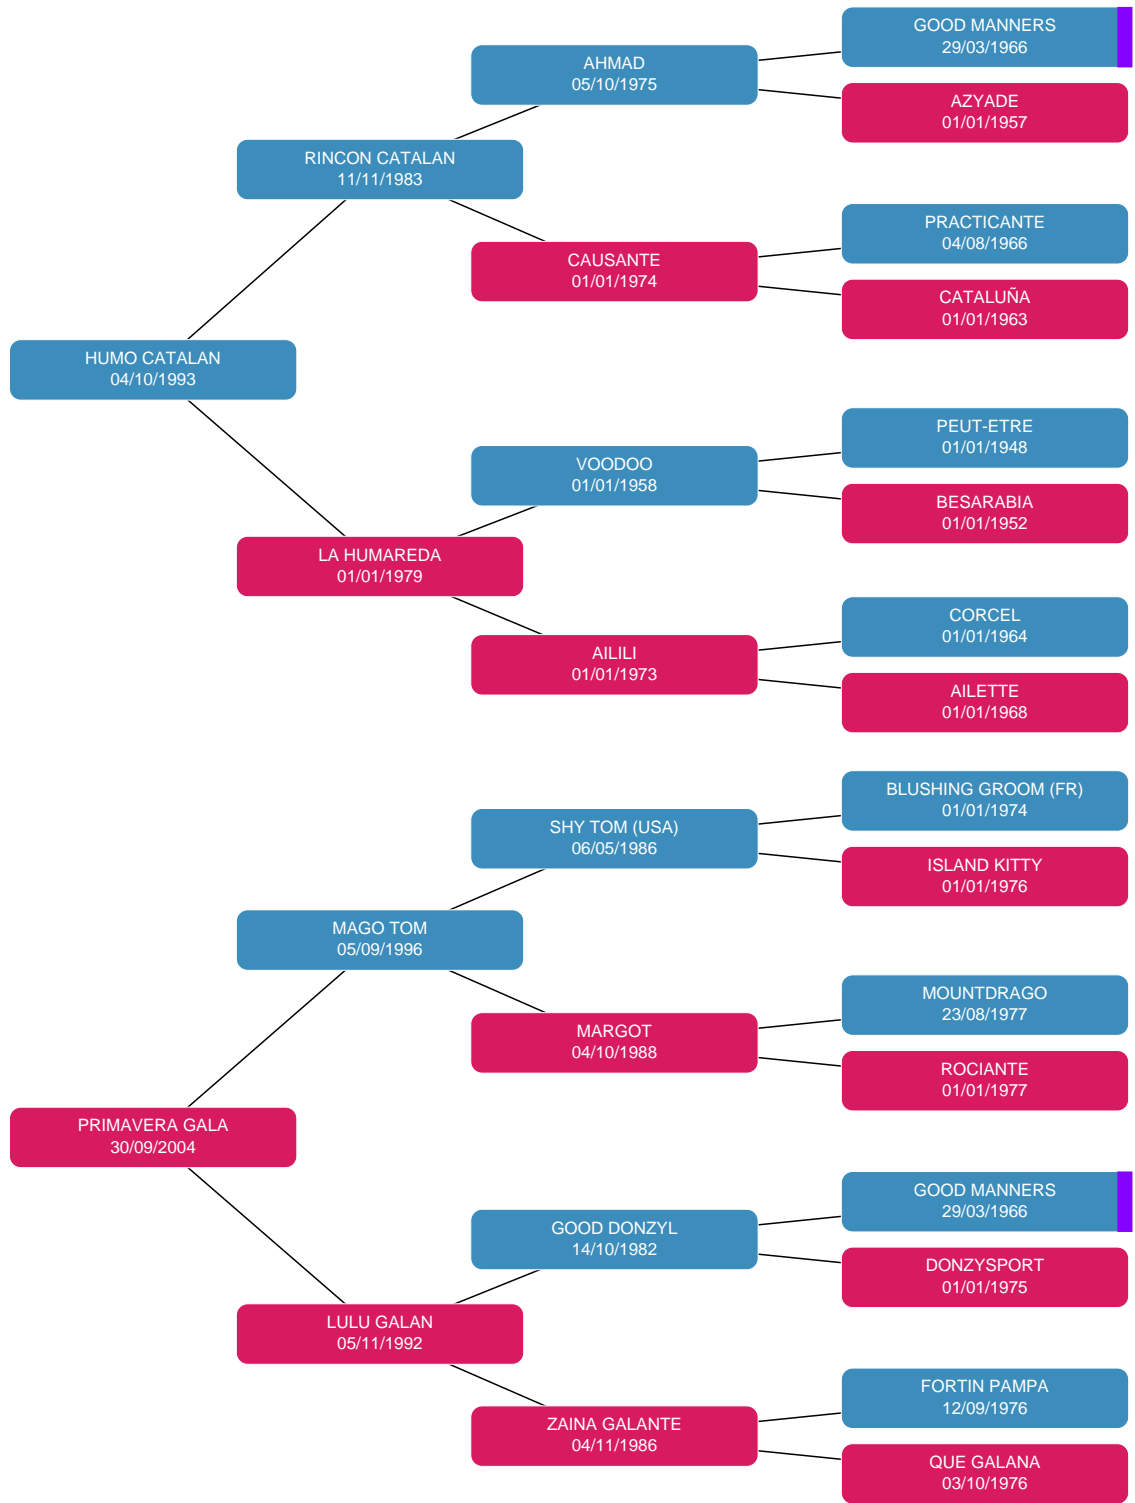 GOOD MANNERS
29/03/1966
AHMAD
05/10/1975
AZYADE
01/01/1957
RINCON CATALAN
11/11/1983
PRACTICANTE
04/08/1966
CAUSANTE
01/01/1974
CATALUÑA
01/01/1963
HUMO CATALAN
04/10/1993
PEUT-ETRE
01/01/1948
VOODOO
01/01/1958
BESARABIA
01/01/1952
LA HUMAREDA
01/01/1979
CORCEL
01/01/1964
AILILI
01/01/1973
AILETTE
01/01/1968
BLUSHING GROOM (FR)
01/01/1974
SHY TOM (USA)
06/05/1986
ISLAND KITTY
01/01/1976
MAGO TOM
05/09/1996
MOUNTDRAGO
23/08/1977
MARGOT
04/10/1988
ROCIANTE
01/01/1977
PRIMAVERA GALA
30/09/2004
GOOD MANNERS
29/03/1966
GOOD DONZYL
14/10/1982
DONZYSPORT
01/01/1975
LULU GALAN
05/11/1992
FORTIN PAMPA
12/09/1976
ZAINA GALANTE
04/11/1986
QUE GALANA
03/10/1976